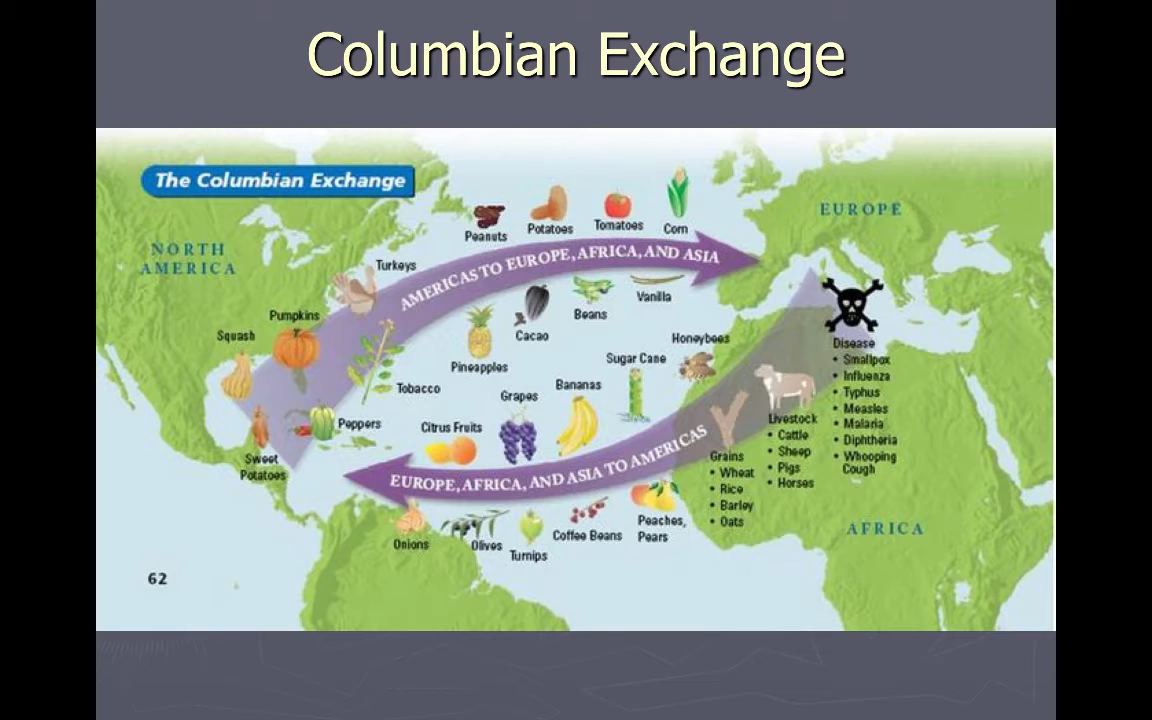 Columbian Exchange
The Columbian Exchange
NORTH
AMERICA
EUROPE
AFRICA
Peanuts
Potatoes
Tomatoes
Corn
AMERICAS TO EUROPE, AFRICA, AND ASIA
Turkeys
Pumpkins
Squash
Cacao
Beans
Vanilla
Pineapples
Tobacco
Peppers
Sweet
Potatoes
Honeybees
Sugar Cane
Bananas
Grapes
Citrus Fruits
EUROPE, AFRICA, AND ASIA TO AMERICAS
Onions
Olives
Turnips
Coffee Beans
Peaches,
Pears
Grains
• Wheat
• Rice
• Barley
• Oats
Livestock
• Cattle
• Sheep
• Pigs
• Horses
Disease
• Smallpox
• Influenza
• Typhus
• Measles
• Malaria
• Diphtheria
• Whooping
Cough
62